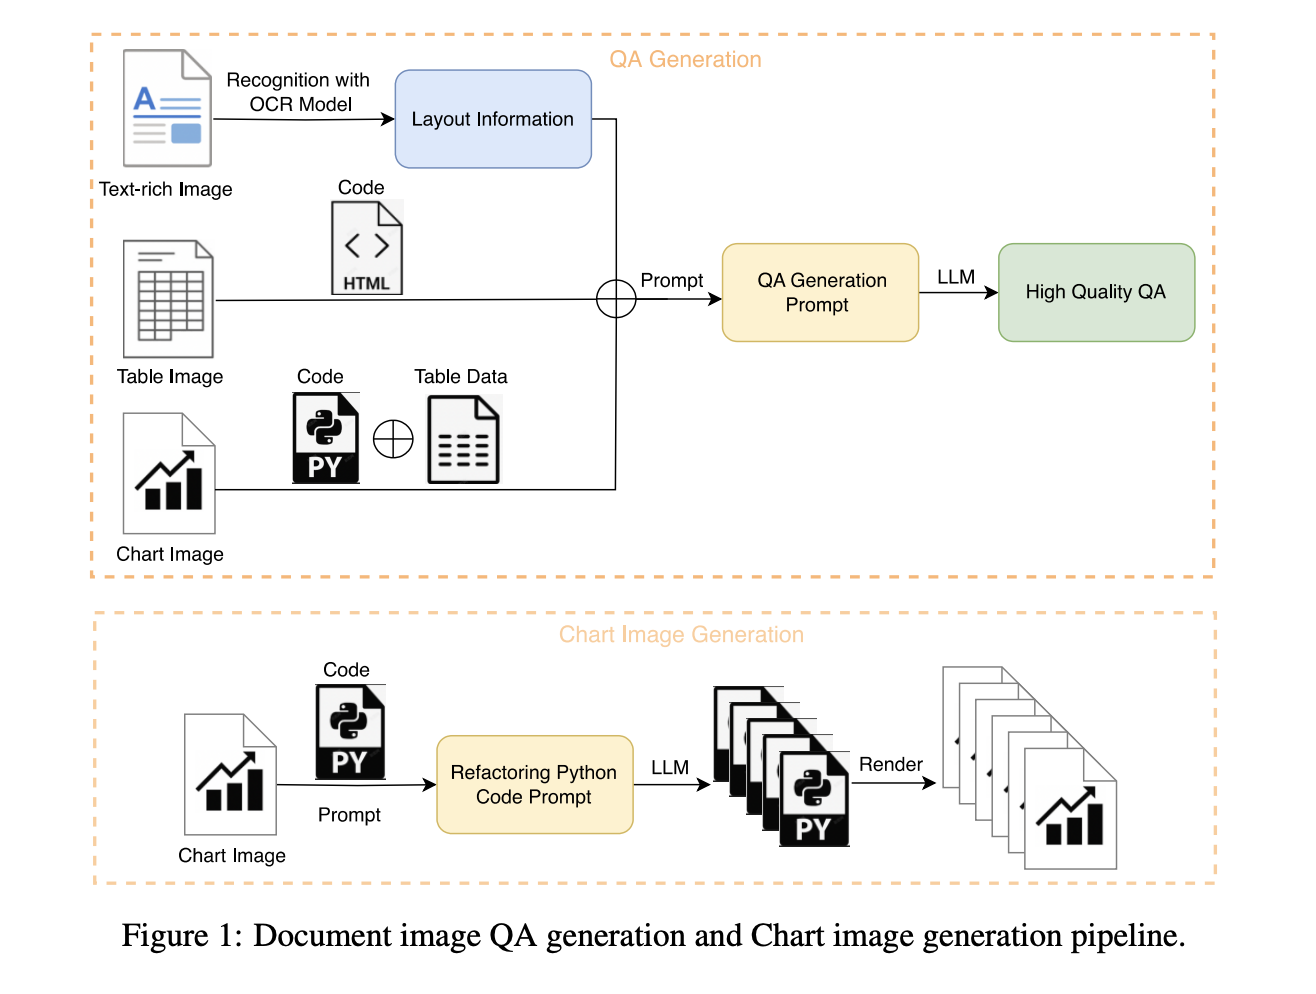 QA Generation
Recognition with
OCR Model
A
Layout Information
Text-rich Image
Code
HTML
Prompt
QA Generation
Prompt
LLM
High Quality QA
Table Image
Code
Table Data
PY
Chart Image
Chart Image Generation
Code
PY
Prompt
Refactoring Python
Code Prompt
LLM
PY
Render
Chart Image
Figure 1: Document image QA generation and Chart image generation pipeline.